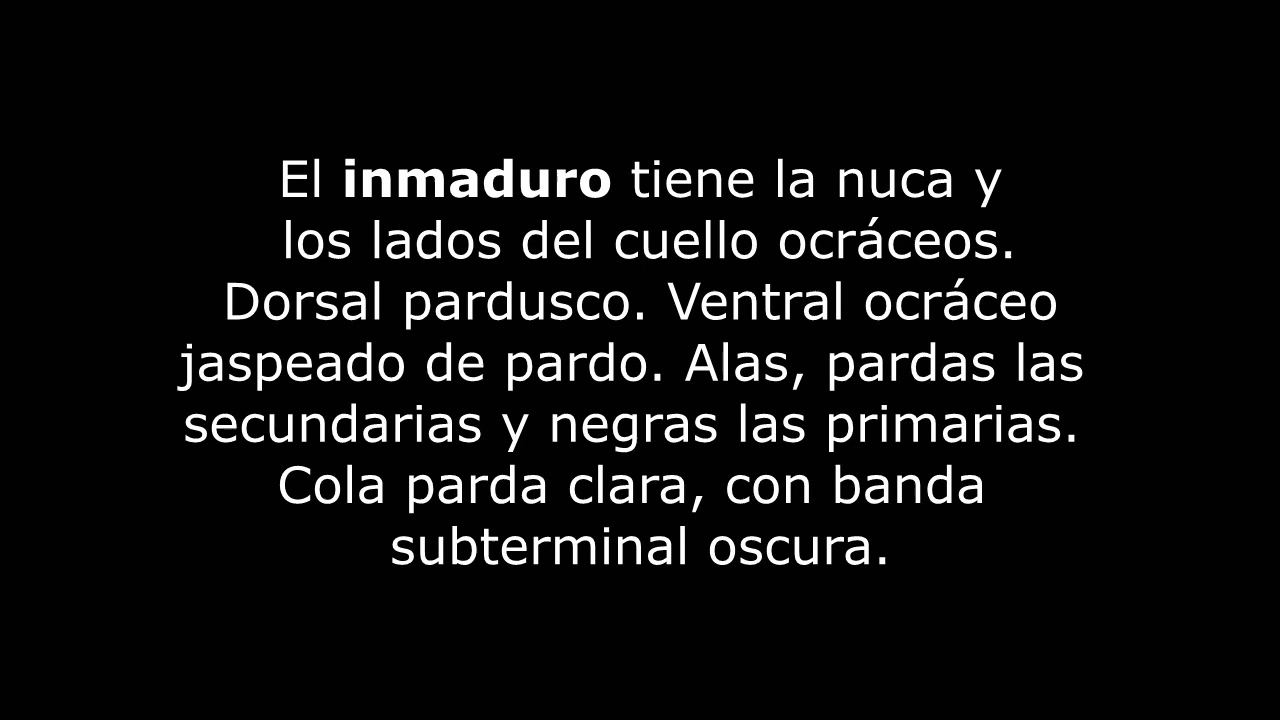 El inmaduro tiene la nuca y
los lados del cuello ocráceos.
Dorsal pardusco. Ventral ocráceo
jaspeado de pardo. Alas, pardas las
secundarias y negras las primarias.
Cola parda clara, con banda
subterminal oscura.